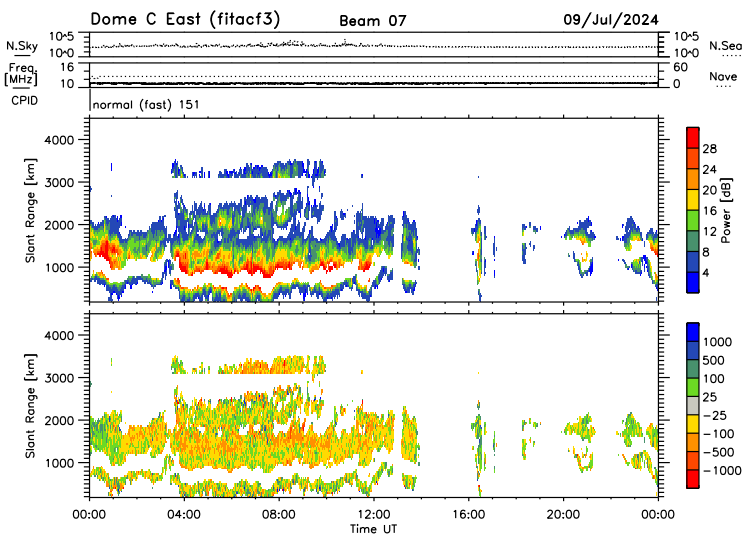 Dome C East (fitacf3) Beam 07 09/Jul/2024
N.Sky 10^5 10^0 10^5 10^0 N.Sea
Freq. [MHz] 16 10 60 0 Nave
CPID normal (fast) 151
Slant Range [km] 4000 3000 2000 1000
Power [dB] 28 24 20 16 12 8 4
Slant Range [km] 4000 3000 2000 1000
1000 500 100 25 -25 -100 -500 -1000
00:00 04:00 08:00 12:00 16:00 20:00 00:00
Time UT